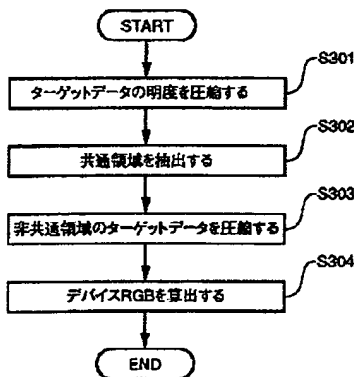 START
S301
ターゲットデータの明度を圧縮する
S302
共通領域を抽出する
S303
非共通領域のターゲットデータを圧縮する
S304
デバイスRGBを算出する
END